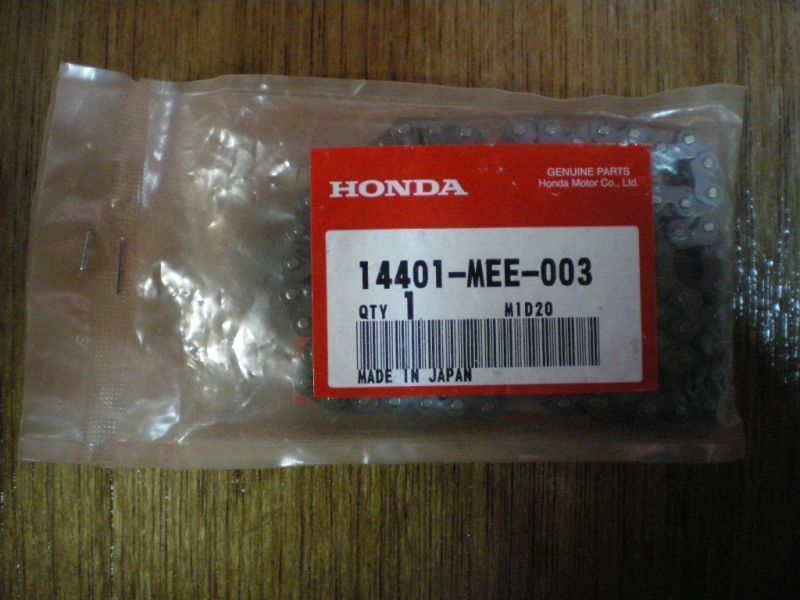 HONDA
GENUINE PARTS
Honda Motor Co., Ltd.
14401-MEE-003
QTY 1 M1D20
MADE IN JAPAN